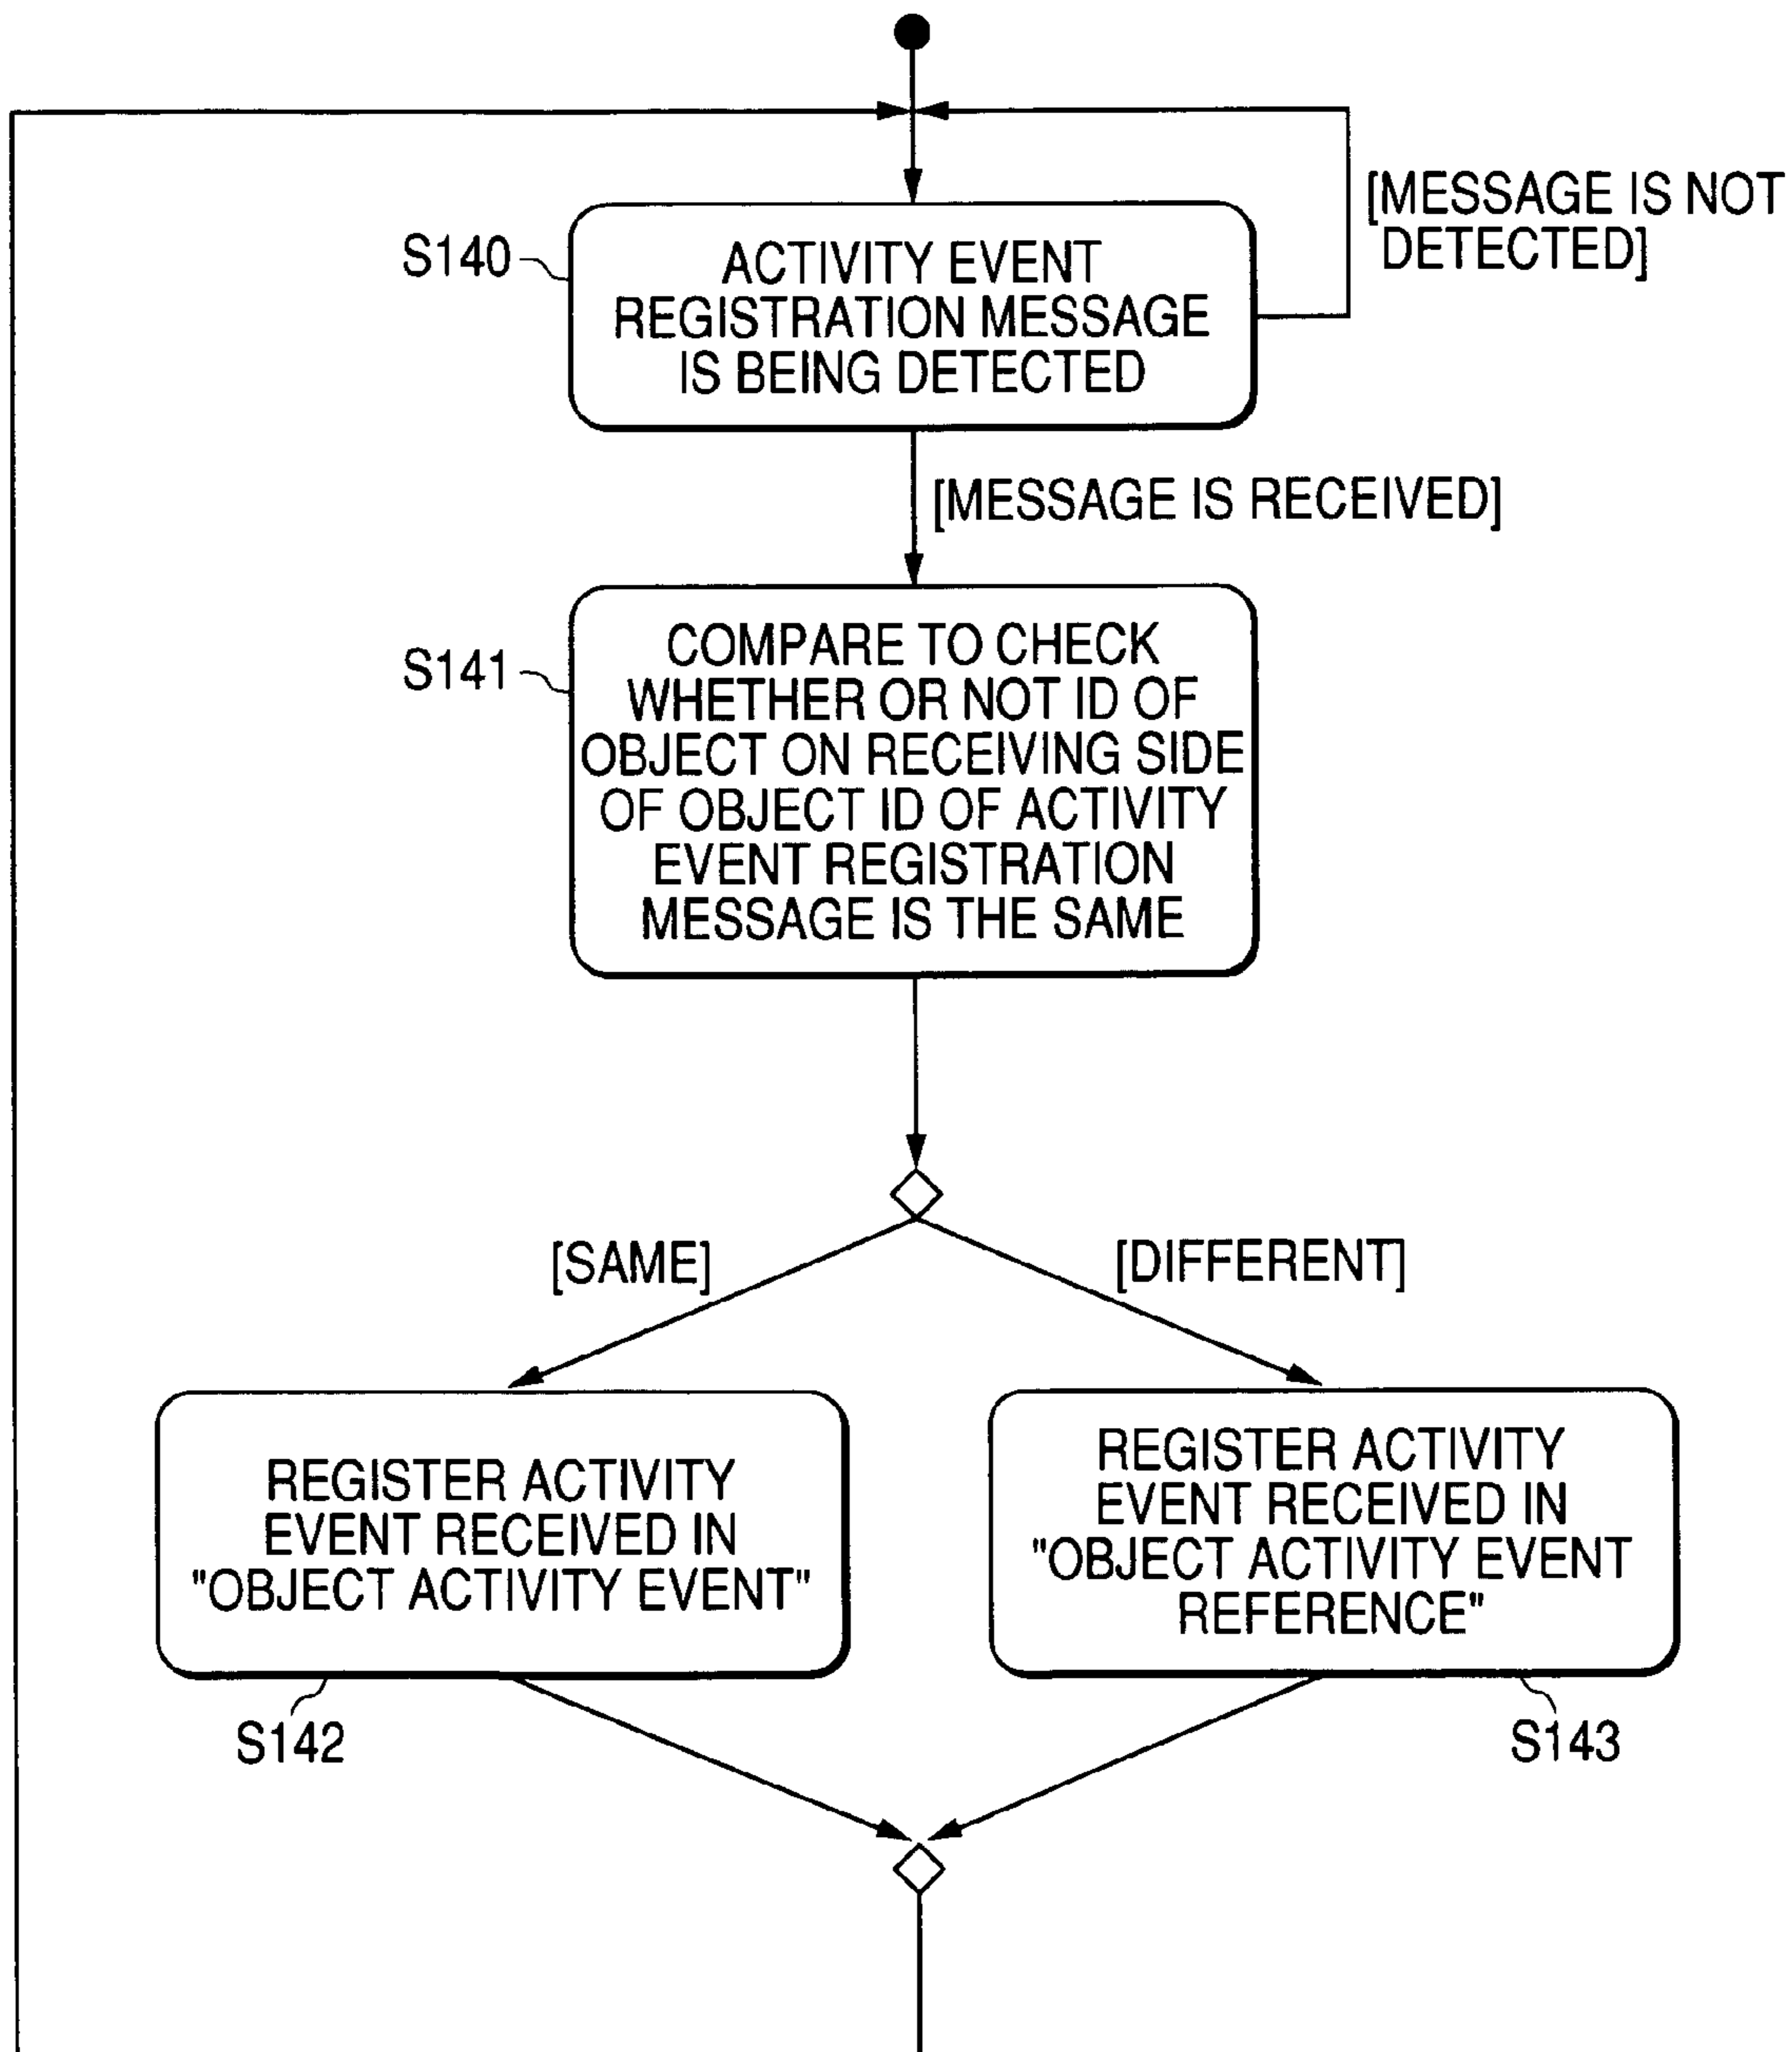 [MESSAGE IS NOT
DETECTED]
S140
ACTIVITY EVENT
REGISTRATION MESSAGE
IS BEING DETECTED
[MESSAGE IS RECEIVED]
S141
COMPARE TO CHECK
WHETHER OR NOT ID OF
OBJECT ON RECEIVING SIDE
OF OBJECT ID OF ACTIVITY
EVENT REGISTRATION
MESSAGE IS THE SAME
[SAME]
[DIFFERENT]
REGISTER ACTIVITY
EVENT RECEIVED IN
"OBJECT ACTIVITY EVENT"
S142
REGISTER ACTIVITY
EVENT RECEIVED IN
"OBJECT ACTIVITY EVENT
REFERENCE"
S143